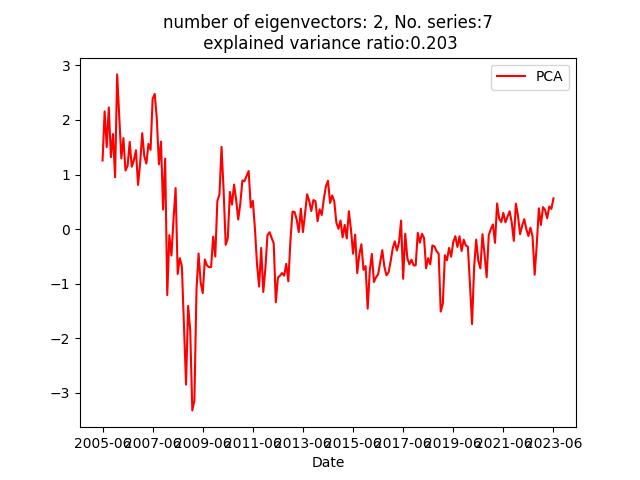 number of eigenvectors: 2, No. series:7
explained variance ratio:0.203
PCA
3
2
1
0
−1
−2
−3
2005-06 2007-06 2009-06 2011-06 2013-06 2015-06 2017-06 2019-06 2021-06 2023-06
Date